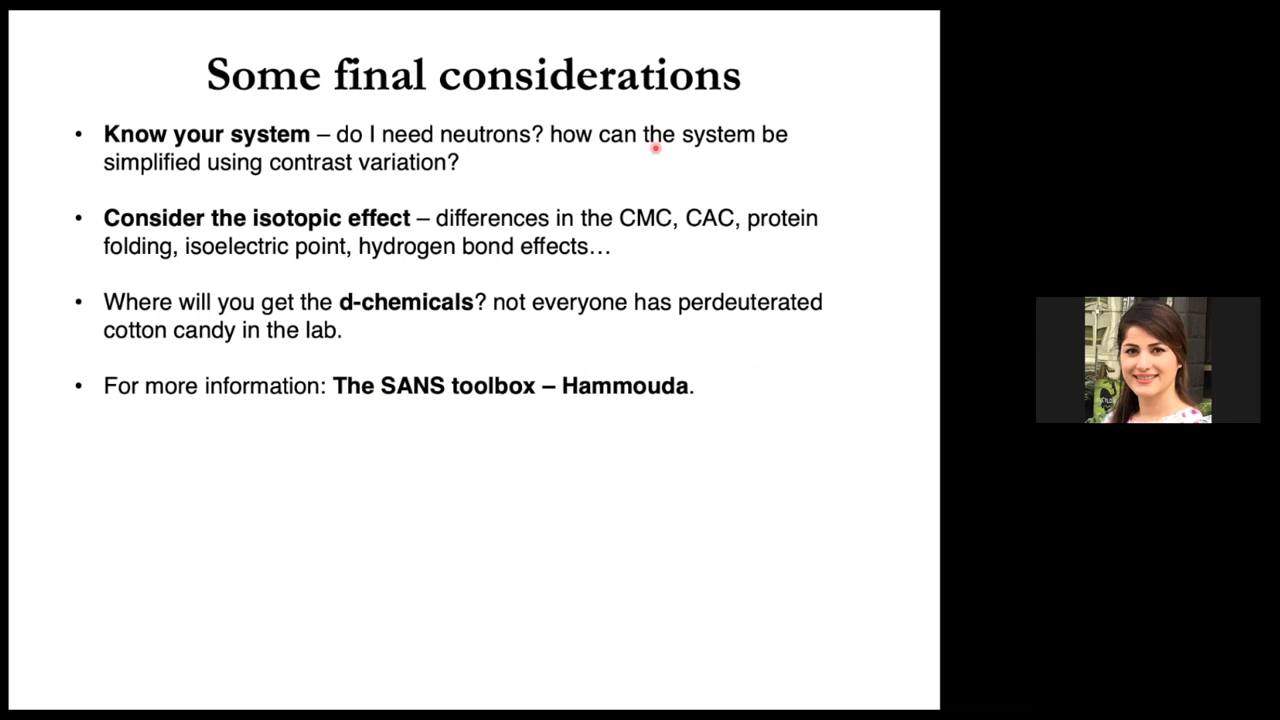 Some final considerations
• Know your system – do I need neutrons? how can the system be
simplified using contrast variation?
• Consider the isotopic effect – differences in the CMC, CAC, protein
folding, isoelectric point, hydrogen bond effects…
• Where will you get the d-chemicals? not everyone has perdeuterated
cotton candy in the lab.
• For more information: The SANS toolbox – Hammouda.